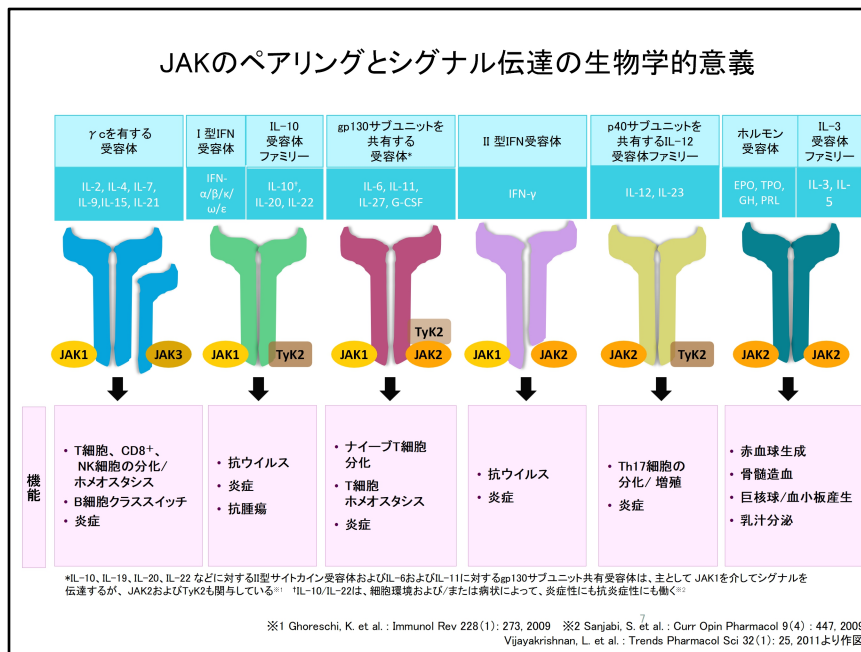 JAKのペアリングとシグナル伝達の生物学的意義
γcを有する
受容体
IL-2, IL-4, IL-7,
IL-9,IL-15, IL-21
Ⅰ型IFN
受容体
IFN-
α/β/κ/
ω/ε
IL-10
受容体
ファミリー
IL-10†,
IL-20, IL-22
gp130サブユニットを
共有する
受容体*
IL-6, IL-11,
IL-27, G-CSF
Ⅱ型IFN受容体
IFN-γ
p40サブユニットを
共有するIL-12
受容体ファミリー
IL-12, IL-23
ホルモン
受容体
EPO, TPO,
GH, PRL
IL-3
受容体
ファミリー
IL-3, IL-
5
JAK1
JAK3
JAK1
TyK2
JAK1
TyK2
JAK2
JAK1
JAK2
JAK2
TyK2
JAK2
JAK2
機能
• T細胞、CD8⁺、
NK細胞の分化/
ホメオスタシス
• B細胞クラススイッチ
• 炎症
• 抗ウイルス
• 炎症
• 抗腫瘍
• ナイーブT細胞
分化
• T細胞
ホメオスタシス
• 炎症
• 抗ウイルス
• 炎症
• Th17細胞の
分化/ 増殖
• 炎症
• 赤血球生成
• 骨髄造血
• 巨核球/血小板産生
• 乳汁分泌
*IL-10、IL-19、IL-20、IL-22 などに対するII型サイトカイン受容体およびIL-6およびIL-11に対するgp130サブユニット共有受容体は、主として JAK1を介してシグナルを
伝達するが、JAK2およびTyK2も関与している※1 †IL-10/IL-22は、細胞環境および/または病状によって、炎症性にも抗炎症性にも働く※2
7
※1 Ghoreschi, K. et al. : Immunol Rev 228(1): 273, 2009 ※2 Sanjabi, S. et al. : Curr Opin Pharmacol 9(4) : 447, 2009
Vijayakrishnan, L. et al. : Trends Pharmacol Sci 32(1): 25, 2011より作図